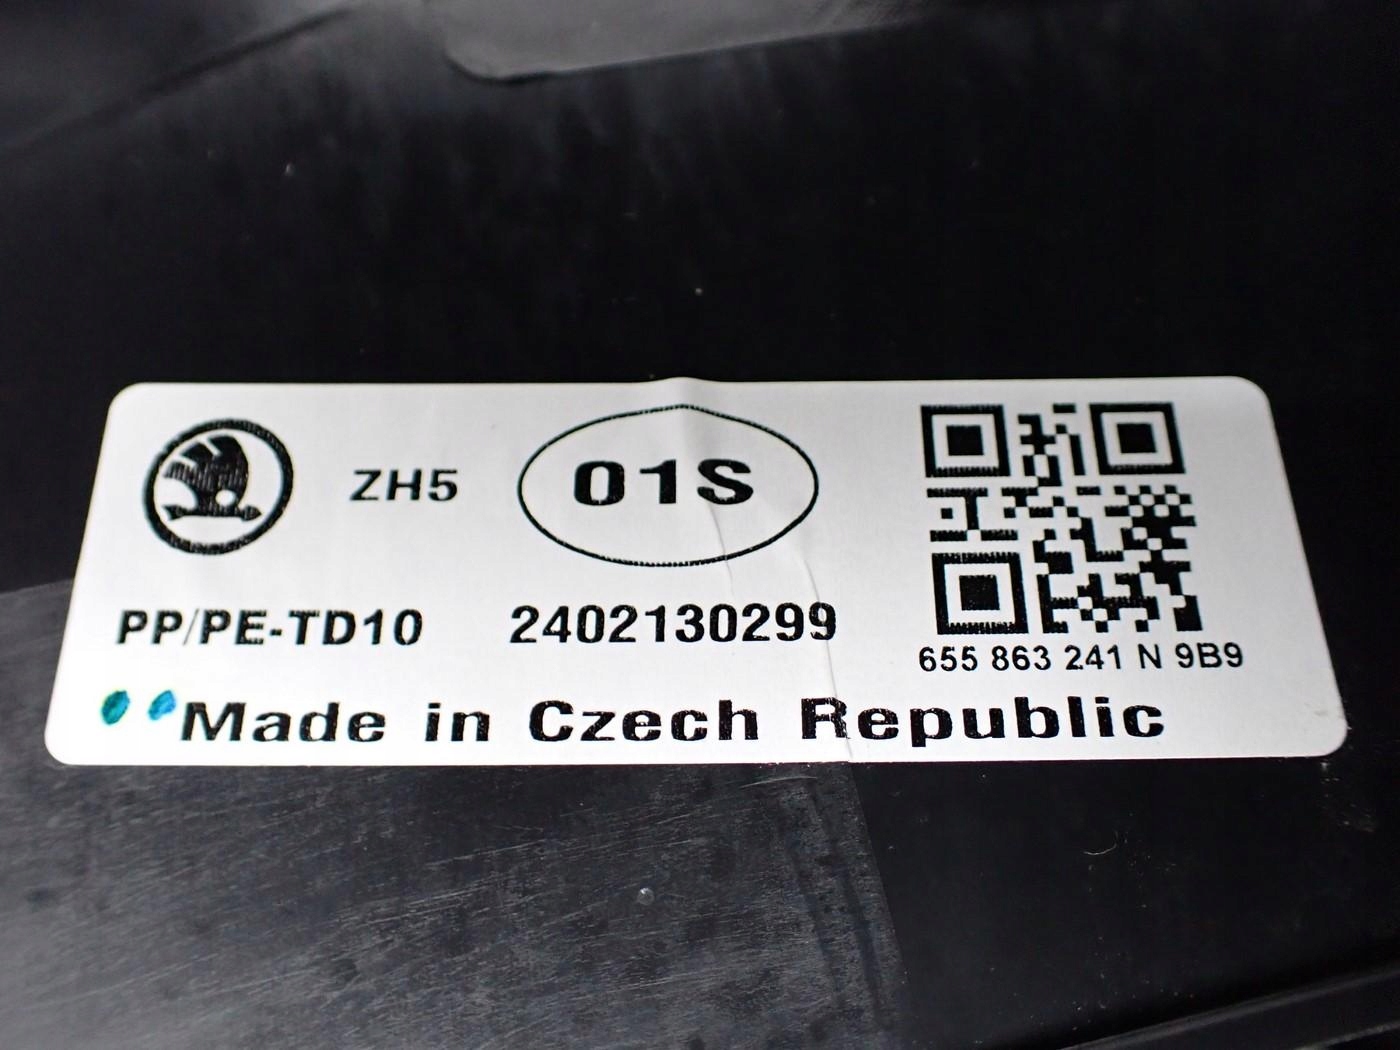 ZH5 01S
PP/PE-TD10 2402130299
655 863 241 N 9B9
Made in Czech Republic